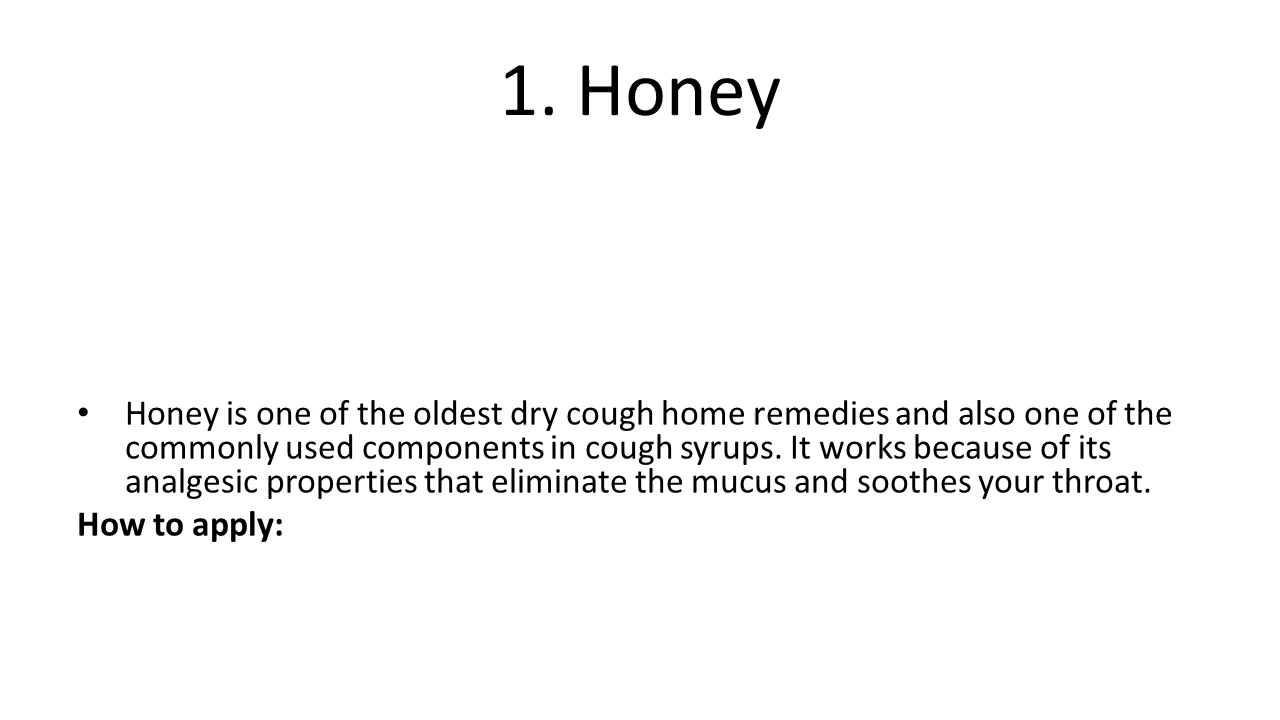 1. Honey
• Honey is one of the oldest dry cough home remedies and also one of the
commonly used components in cough syrups. It works because of its
analgesic properties that eliminate the mucus and soothes your throat.
How to apply: